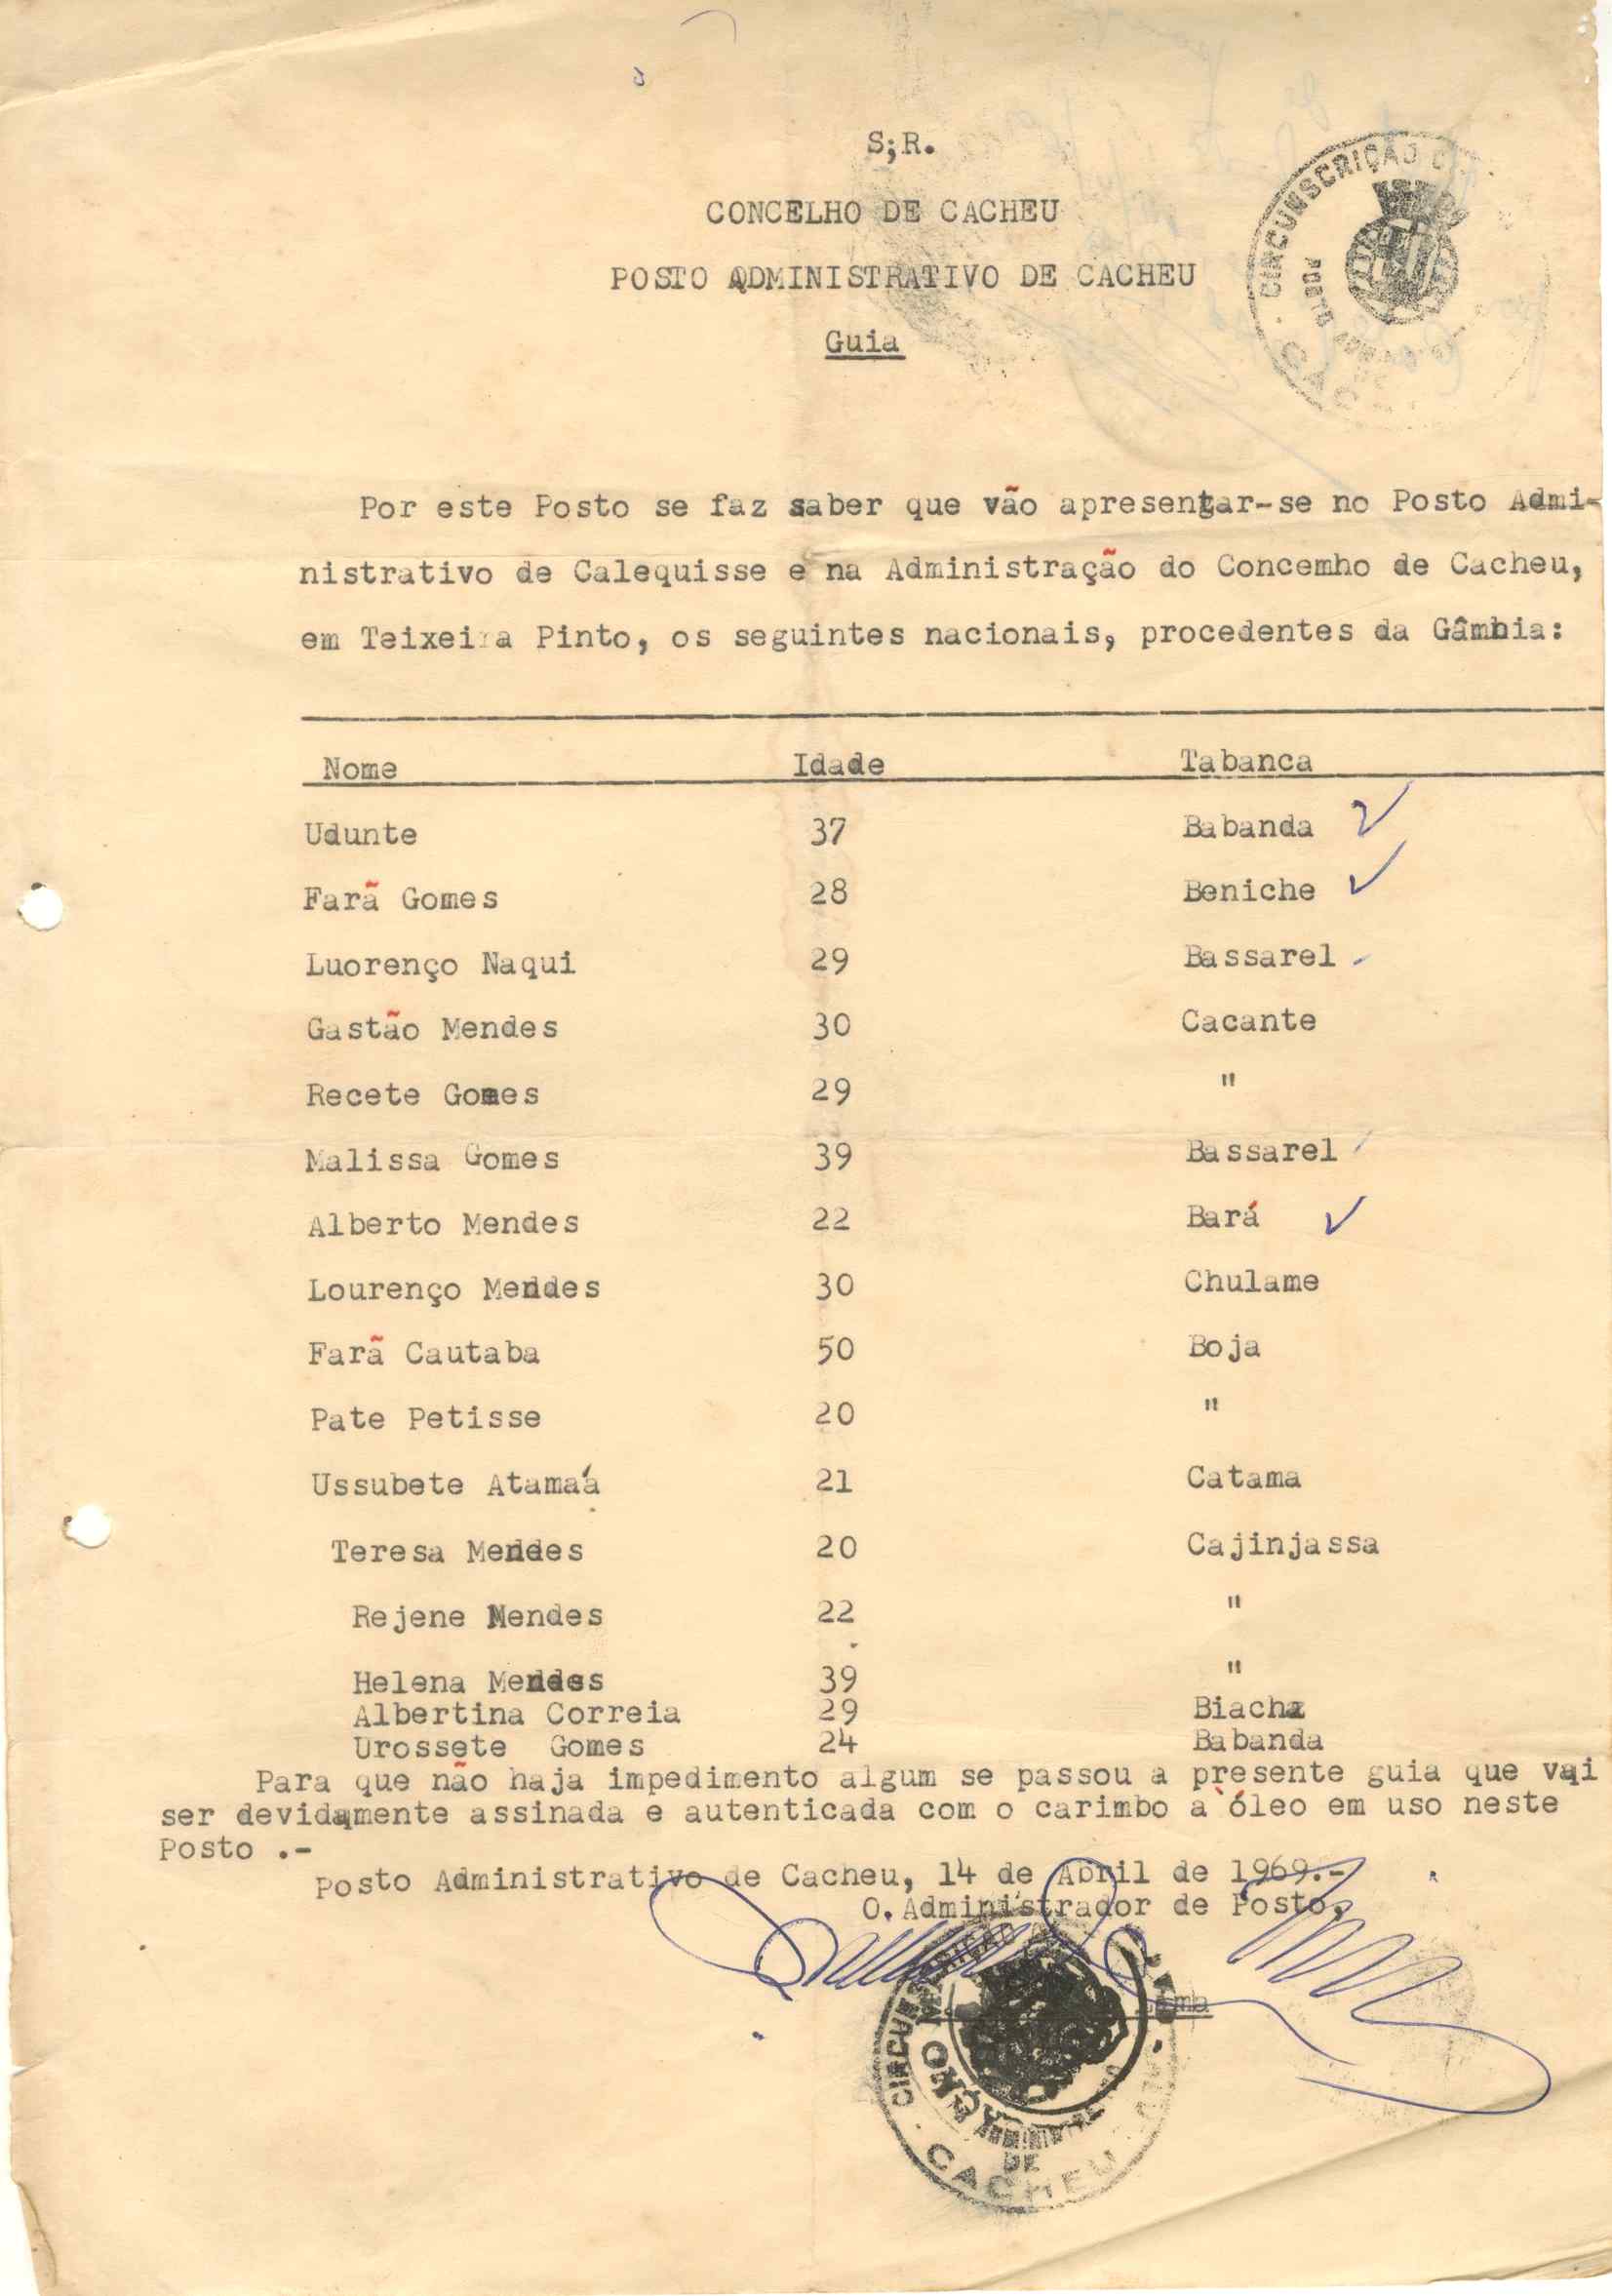 S;R.
CONCELHO DE CACHEU
POSTO ADMINISTRATIVO DE CACHEU
Guia
CIRCUNSCRIÇÃO
Por este Posto se faz saber que vão apresentar-se no Posto Admi-
nistrativo de Calequisse e na Administração do Concemho de Cacheu,
em Teixeira Pinto, os seguintes nacionais, procedentes da Gâmbia:
Nome Idade Tabanca
Udunte 37 Babanda
Farã Gomes 28 Beniche
Luorenço Naqui 29 Bassarel
Gastão Mendes 30 Cacante
Recete Gomes 29 "
Malissa Gomes 39 Bassarel
Alberto Mendes 22 Bará
Lourenço Mendes 30 Chulame
Farã Cautaba 50 Boja
Pate Petisse 20 "
Ussubete Atamaá 21 Catama
Teresa Mendes 20 Cajinjassa
Rejene Mendes 22 "
Helena Mendes 39 "
Albertina Correia 29
Urossete Gomes 24 Babanda
Para que não haja impedimento algum se passou a presente guia que vai
ser devidamente assinada e autenticada com o carimbo a óleo em uso neste
Posto .-
Posto Administrativo de Cacheu, 14 de Abril de 1969.-
O. Administrador de Posto,
DE
CACHEU